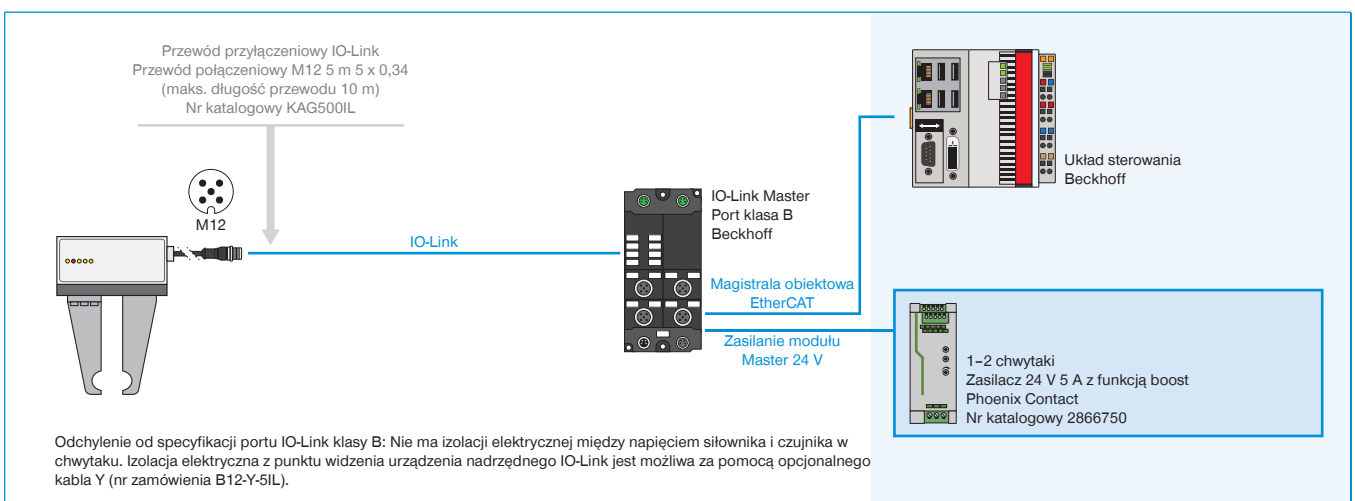 Przewód przyłączeniowy IO-Link
Przewód połączeniowy M12 5 m 5 x 0,34
(maks. długość przewodu 10 m)
Nr katalogowy KAG500IL
M12
IO-Link
IO-Link Master
Port klasa B
Beckhoff
Magistrala obiektowa
EtherCAT
Zasilanie modułu
Master 24 V
Układ sterowania
Beckhoff
1–2 chwytaki
Zasilacz 24 V 5 A z funkcją boost
Phoenix Contact
Nr katalogowy 2866750
Odchylenie od specyfikacji portu IO-Link klasy B: Nie ma izolacji elektrycznej między napięciem siłownika i czujnika w
chwytaku. Izolacja elektryczna z punktu widzenia urządzenia nadrzędnego IO-Link jest możliwa za pomocą opcjonalnego
kabla Y (nr zamówienia B12-Y-5IL).